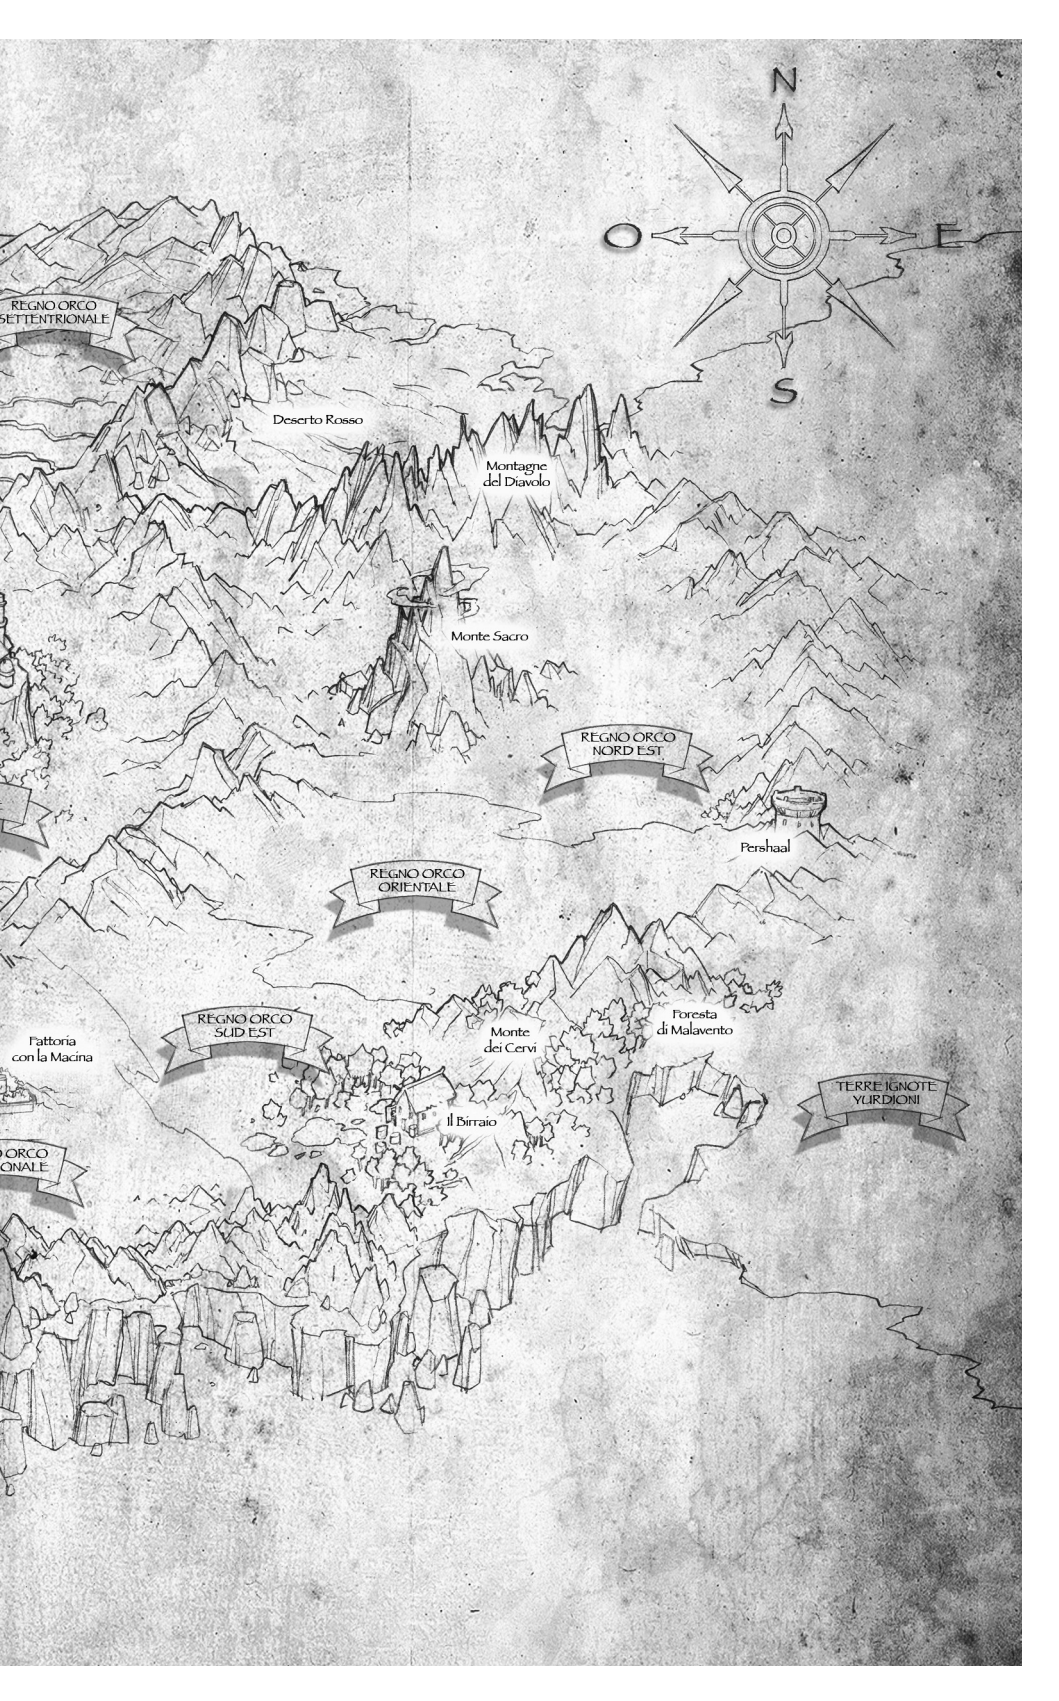 N
O
E
S
REGNO ORCO
SETTENTRIONALE
Deserto Rosso
Montagne
del Diavolo
Monte Sacro
REGNO ORCO
NORD EST
Pershaal
REGNO ORCO
ORIENTALE
REGNO ORCO
SUD EST
Foresta
di Malavento
Monte
dei Cervi
Fattoria
con la Macina
TERRE IGNOTE
YURDIONI
Il Birraio
O ORCO
ONALE